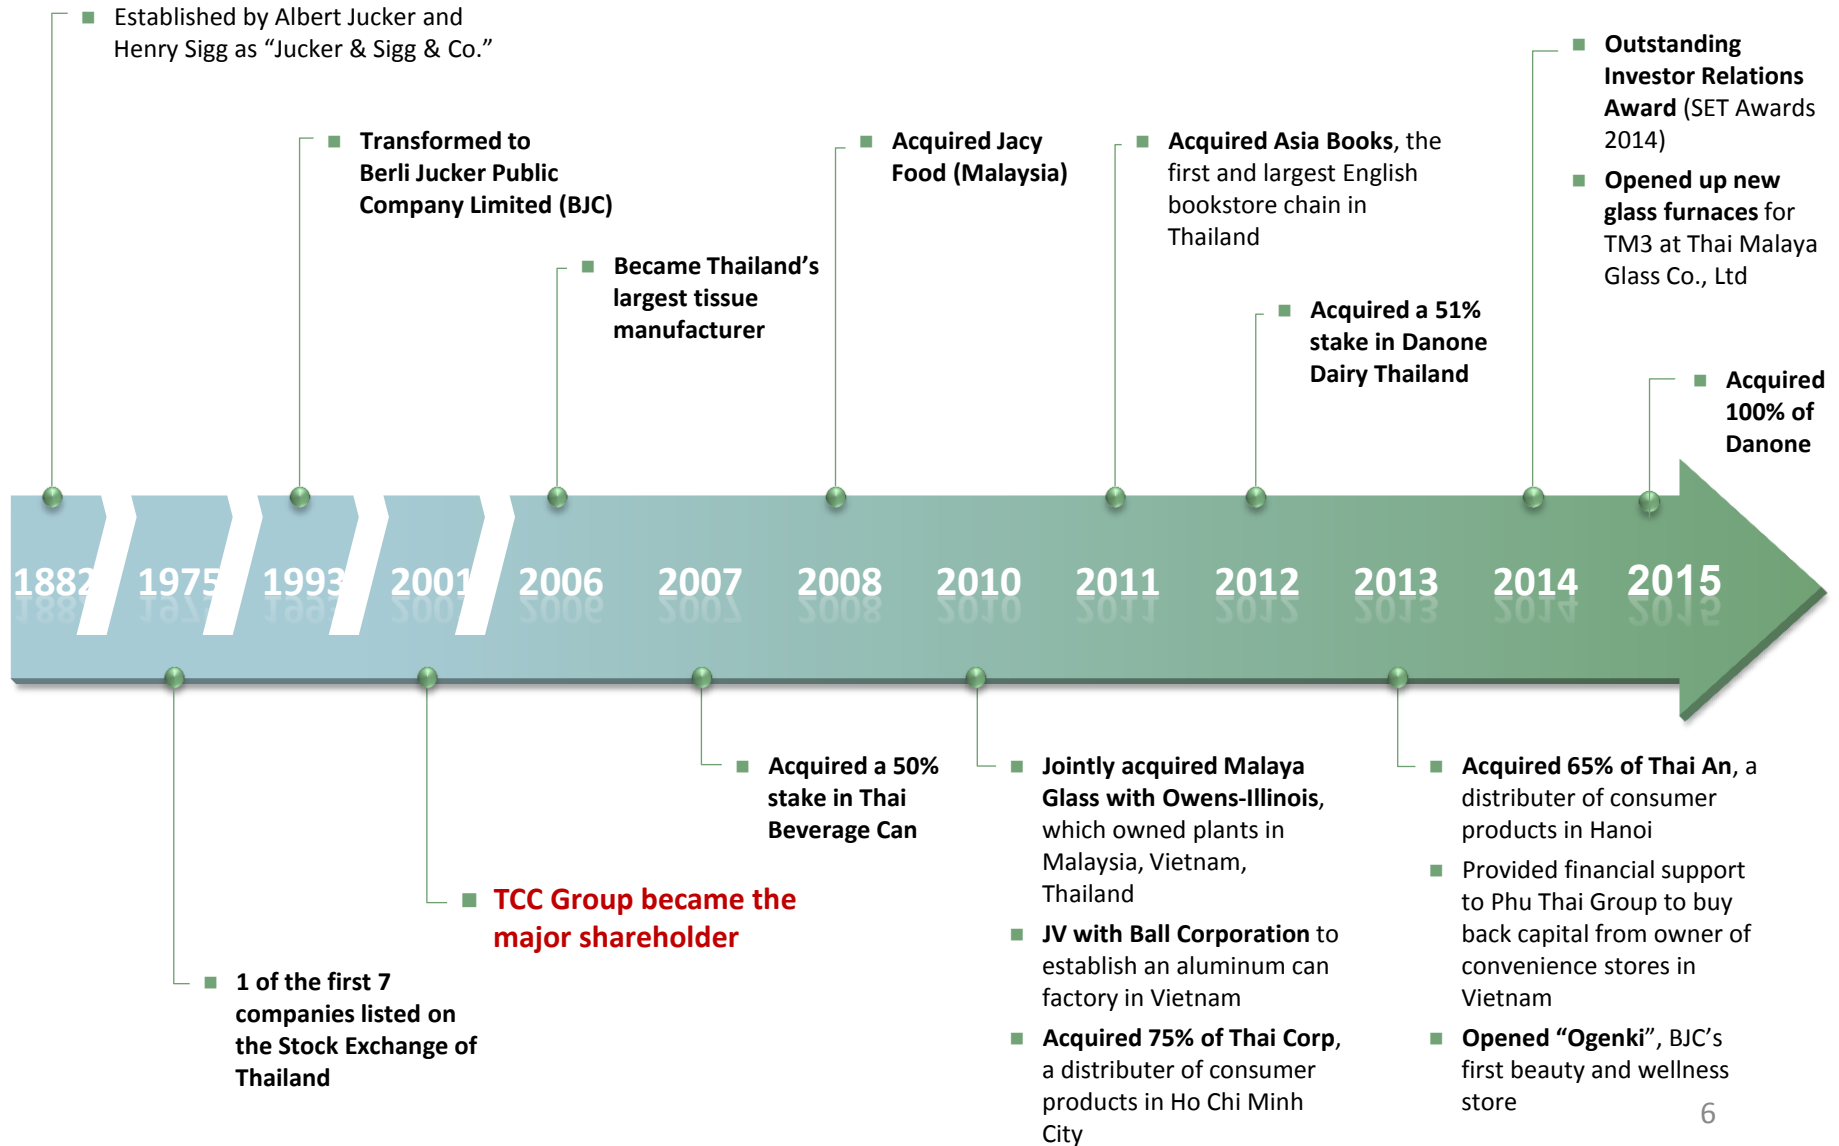 Established by Albert Jucker and
Henry Sigg as “Jucker & Sigg & Co.”
Transformed to
Berli Jucker Public
Company Limited (BJC)
Became Thailand’s
largest tissue
manufacturer
Acquired Jacy
Food (Malaysia)
Acquired Asia Books, the
first and largest English
bookstore chain in
Thailand
Acquired a 51%
stake in Danone
Dairy Thailand
Outstanding
Investor Relations
Award (SET Awards
2014)
Opened up new
glass furnaces for
TM3 at Thai Malaya
Glass Co., Ltd
Acquired
100% of
Danone
1882 1975 1993 2001 2006 2007 2008 2010 2011 2012 2013 2014 2015
1 of the first 7
companies listed on
the Stock Exchange of
Thailand
TCC Group became the
major shareholder
Acquired a 50%
stake in Thai
Beverage Can
Jointly acquired Malaya
Glass with Owens-Illinois,
which owned plants in
Malaysia, Vietnam,
Thailand
JV with Ball Corporation to
establish an aluminum can
factory in Vietnam
Acquired 75% of Thai Corp,
a distributer of consumer
products in Ho Chi Minh
City
Acquired 65% of Thai An, a
distributer of consumer
products in Hanoi
Provided financial support
to Phu Thai Group to buy
back capital from owner of
convenience stores in
Vietnam
Opened “Ogenki”, BJC’s
first beauty and wellness
store
6